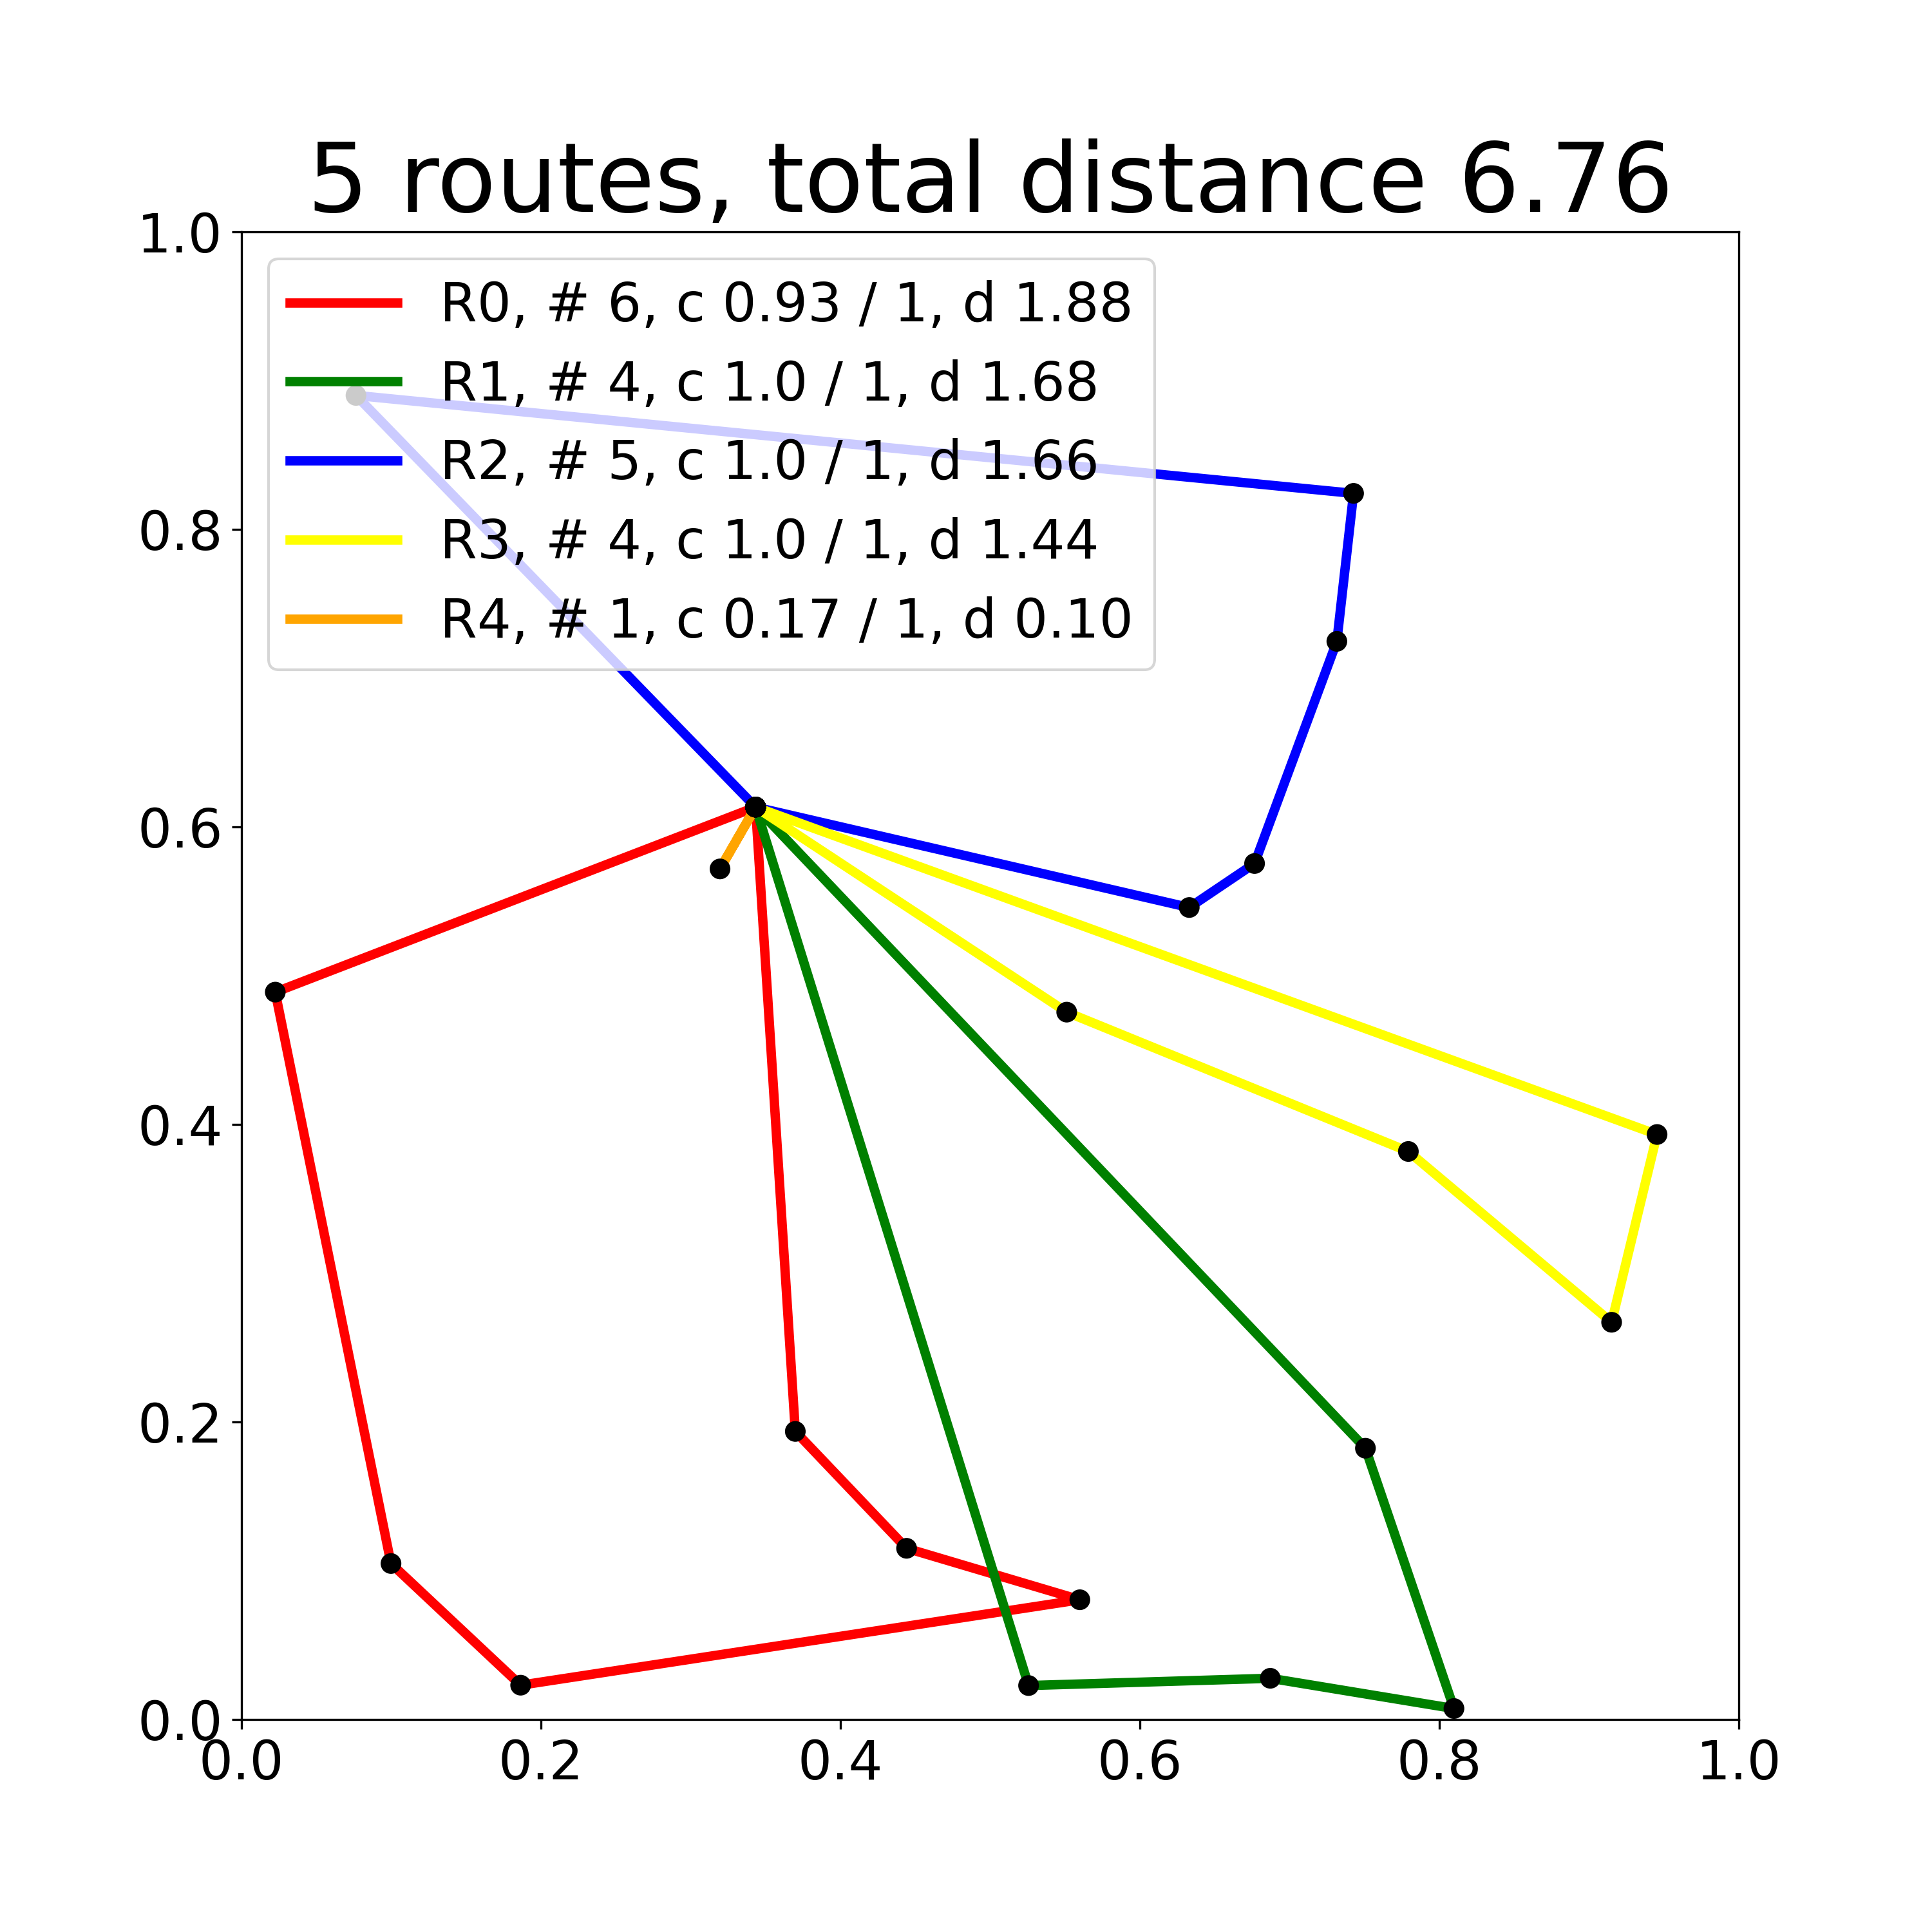 5 routes, total distance 6.76
1.0
R0, # 6, c 0.93 / 1, d 1.88
R1, # 4, c 1.0 / 1, d 1.68
R2, # 5, c 1.0 / 1, d 1.66
R3, # 4, c 1.0 / 1, d 1.44
R4, # 1, c 0.17 / 1, d 0.10
0.8
0.6
0.4
0.2
0.0
0.0 0.2 0.4 0.6 0.8 1.0